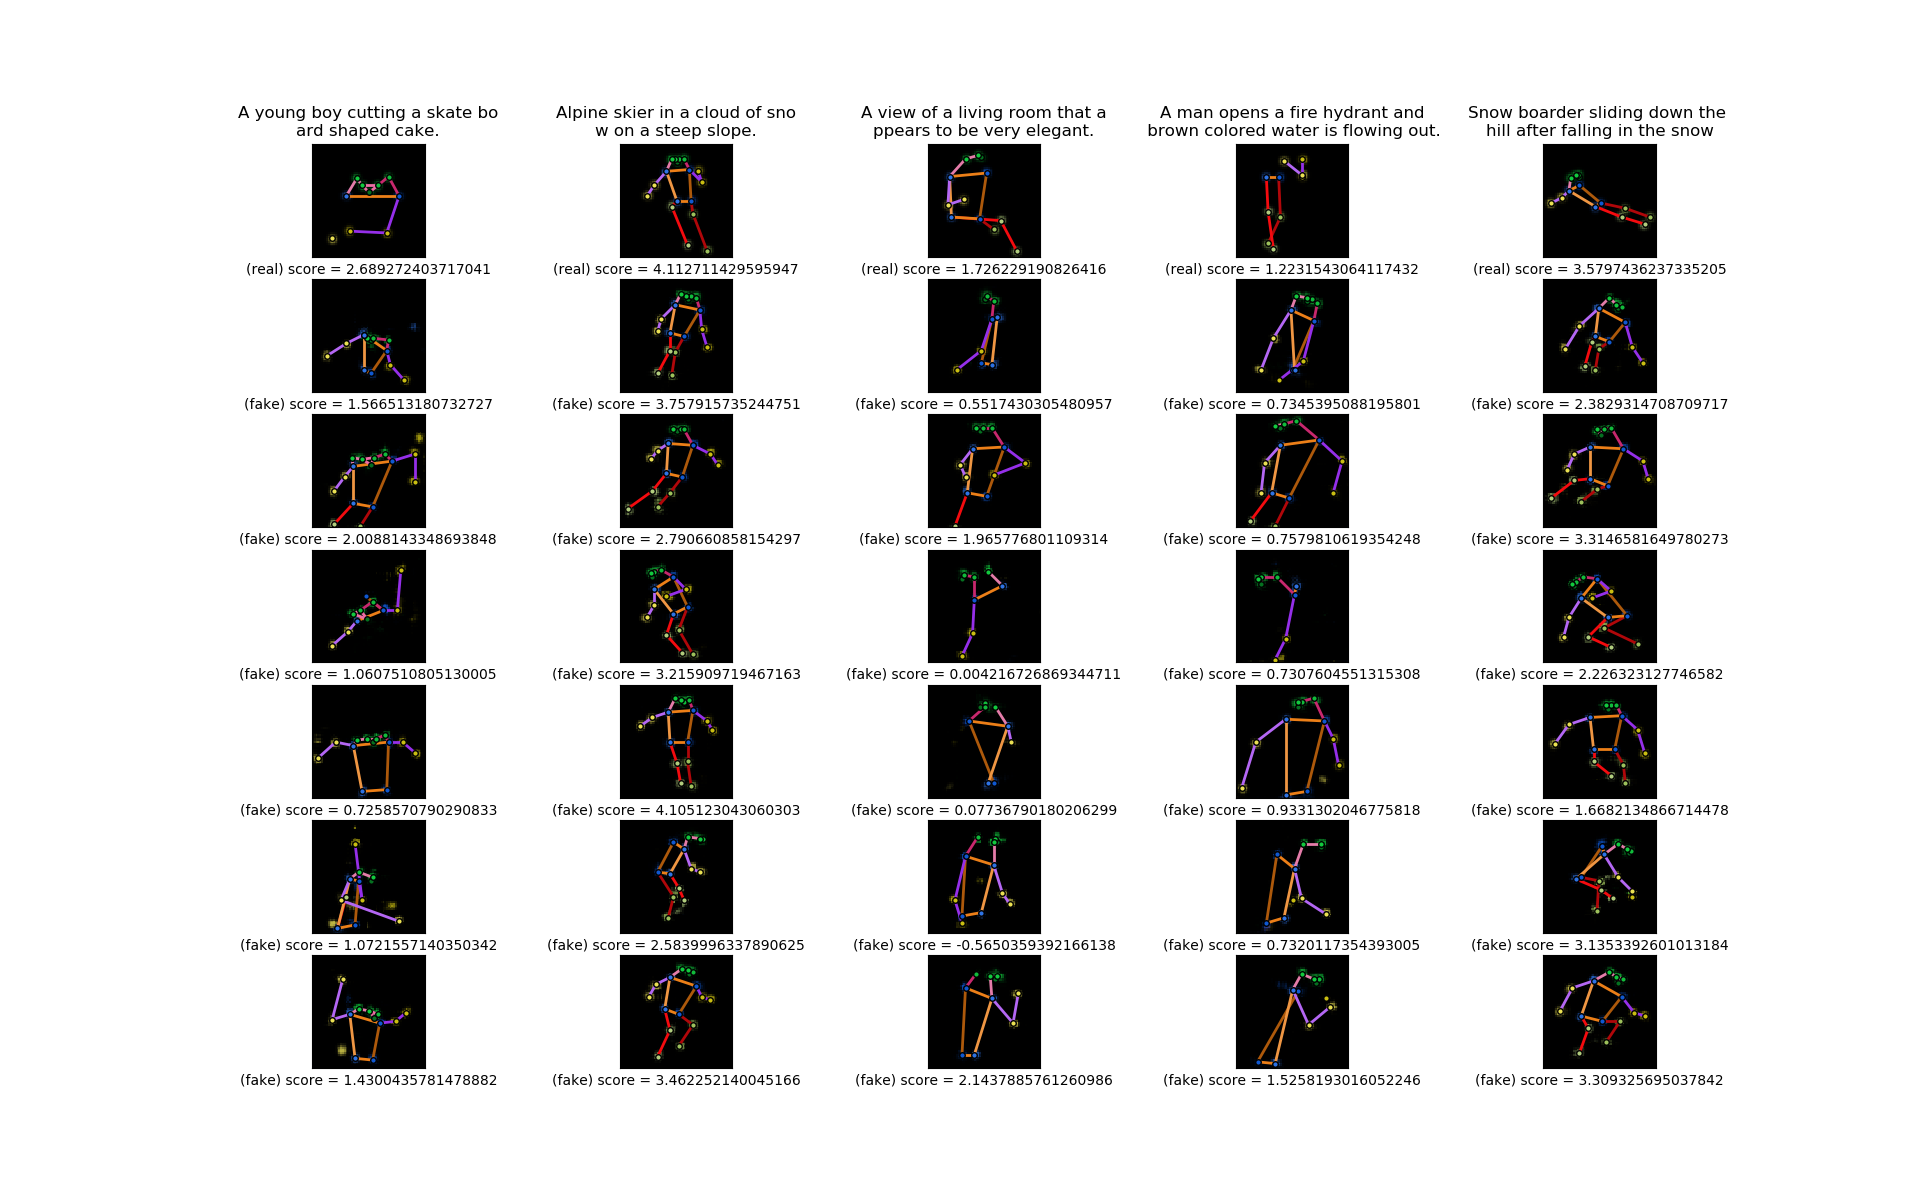 A young boy cutting a skate bo
ard shaped cake.
Alpine skier in a cloud of sno
w on a steep slope.
A view of a living room that a
ppears to be very elegant.
A man opens a fire hydrant and
brown colored water is flowing out.
Snow boarder sliding down the
hill after falling in the snow
(real) score = 2.689272403717041
(real) score = 4.112711429595947
(real) score = 1.726229190826416
(real) score = 1.2231543064117432
(real) score = 3.5797436237335205
(fake) score = 1.566513180732727
(fake) score = 3.757915735244751
(fake) score = 0.5517430305480957
(fake) score = 0.7345395088195801
(fake) score = 2.3829314708709717
(fake) score = 2.0088143348693848
(fake) score = 2.790660858154297
(fake) score = 1.965776801109314
(fake) score = 0.7579810619354248
(fake) score = 3.3146581649780273
(fake) score = 1.0607510805130005
(fake) score = 3.215909719467163
(fake) score = 0.004216726869344711
(fake) score = 0.7307604551315308
(fake) score = 2.226323127746582
(fake) score = 0.7258570790290833
(fake) score = 4.105123043060303
(fake) score = 0.07736790180206299
(fake) score = 0.9331302046775818
(fake) score = 1.6682134866714478
(fake) score = 1.0721557140350342
(fake) score = 2.5839996337890625
(fake) score = -0.5650359392166138
(fake) score = 0.7320117354393005
(fake) score = 3.1353392601013184
(fake) score = 1.4300435781478882
(fake) score = 3.462252140045166
(fake) score = 2.1437885761260986
(fake) score = 1.5258193016052246
(fake) score = 3.309325695037842